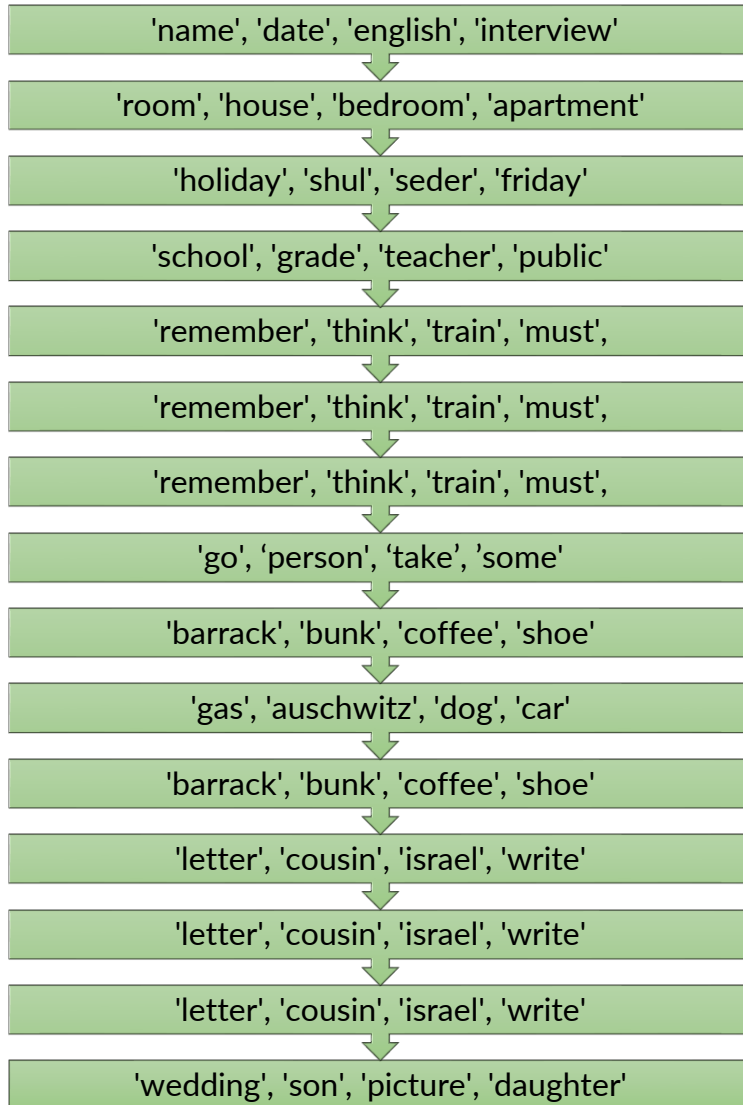 'name', 'date', 'english', 'interview'
'room', 'house', 'bedroom', 'apartment'
'holiday', 'shul', 'seder', 'friday'
'school', 'grade', 'teacher', 'public'
'remember', 'think', 'train', 'must',
'remember', 'think', 'train', 'must',
'remember', 'think', 'train', 'must',
'go', ‘person', ‘take’, ’some'
'barrack', 'bunk', 'coffee', 'shoe'
'gas', 'auschwitz', 'dog', 'car'
'barrack', 'bunk', 'coffee', 'shoe'
'letter', 'cousin', 'israel', 'write'
'letter', 'cousin', 'israel', 'write'
'letter', 'cousin', 'israel', 'write'
'wedding', 'son', 'picture', 'daughter'